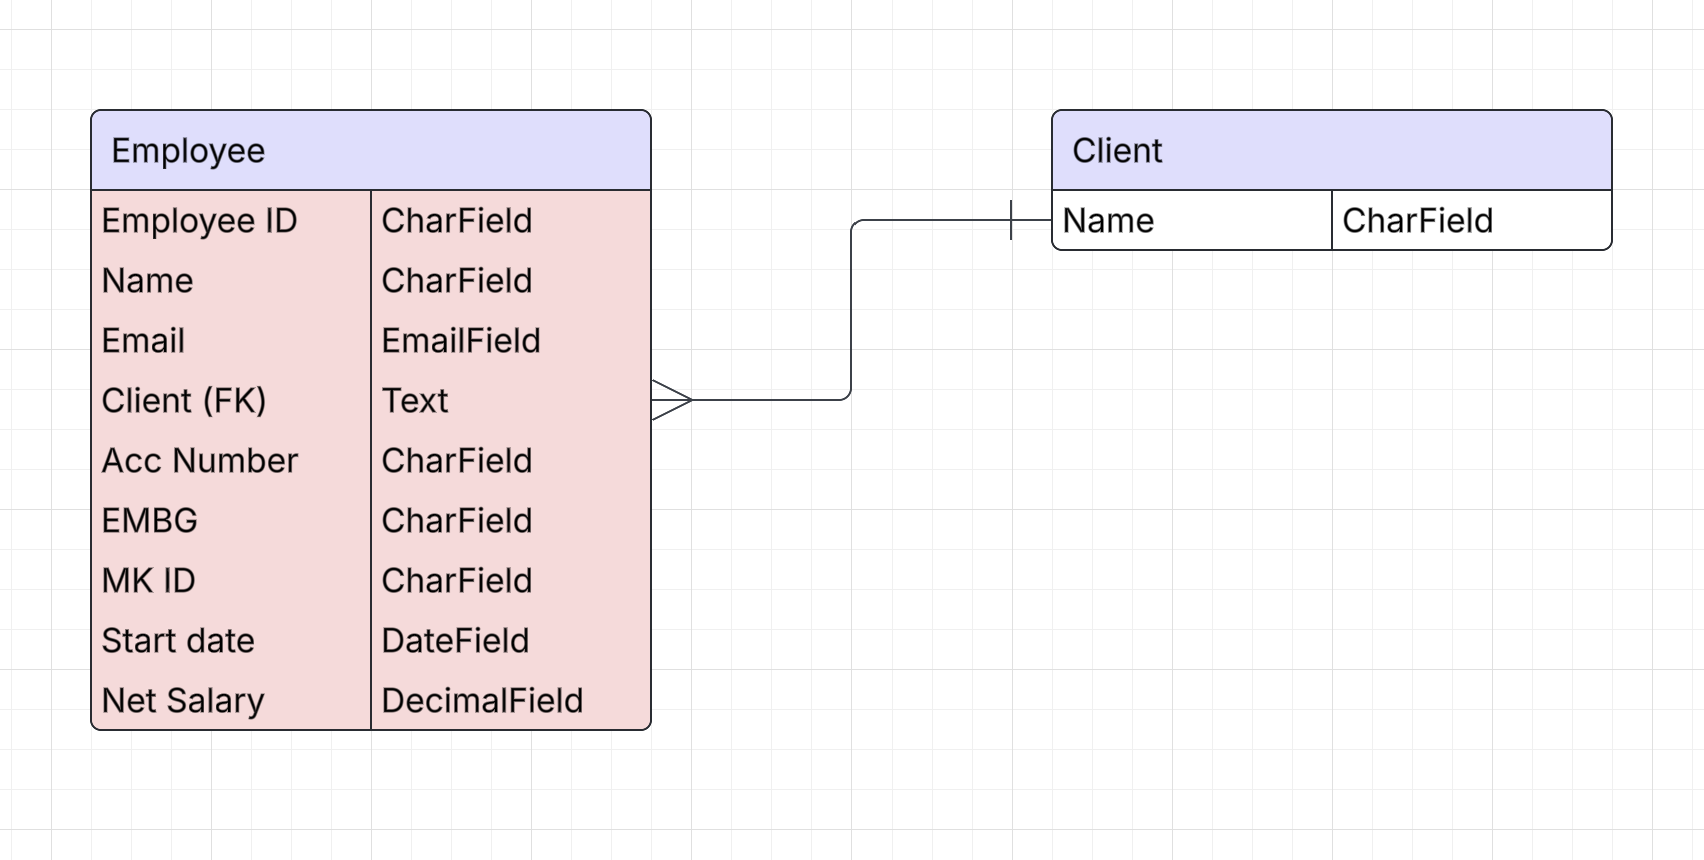 Employee
Employee ID CharField
Name CharField
Email EmailField
Client (FK) Text
Acc Number CharField
EMBG CharField
MK ID CharField
Start date DateField
Net Salary DecimalField
Client
Name CharField